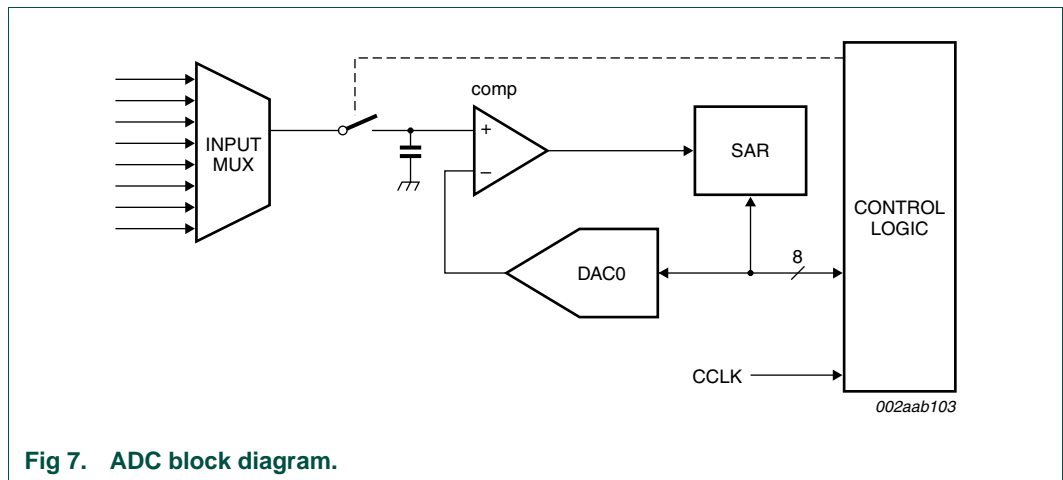 comp
+
–
INPUT
MUX
SAR
DAC0
8
CONTROL
LOGIC
CCLK
002aab103
Fig 7. ADC block diagram.